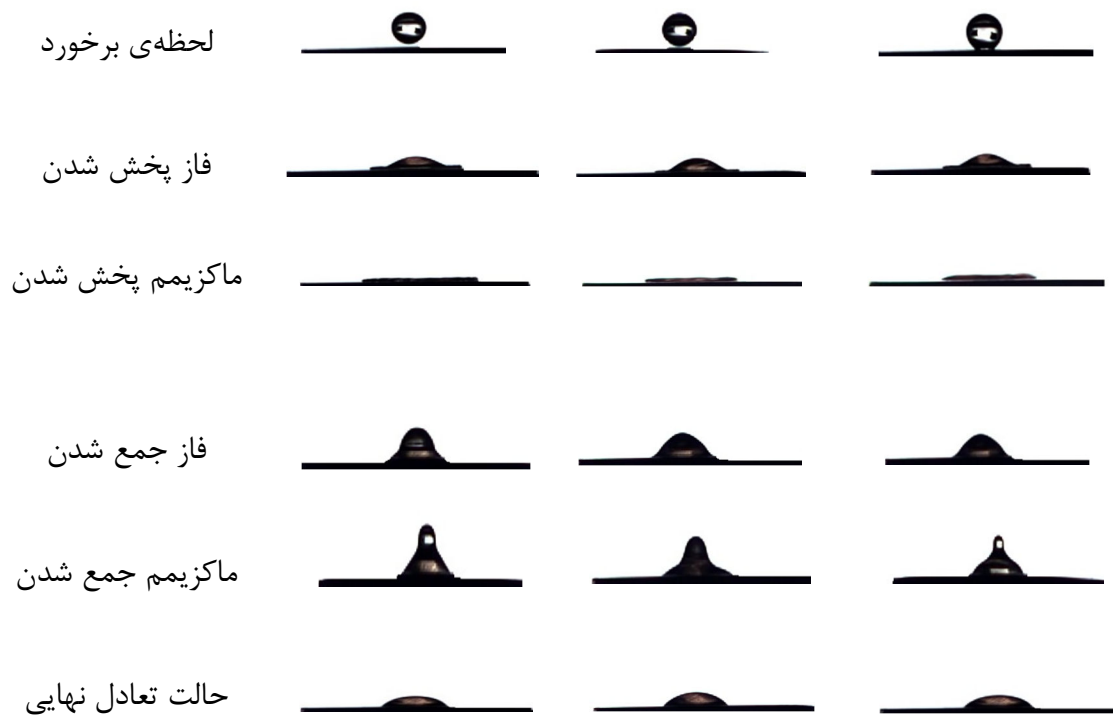 لحظه‌ی برخورد
فاز پخش شدن
ماکزیمم پخش شدن
فاز جمع شدن
ماکزیمم جمع شدن
حالت تعادل نهایی